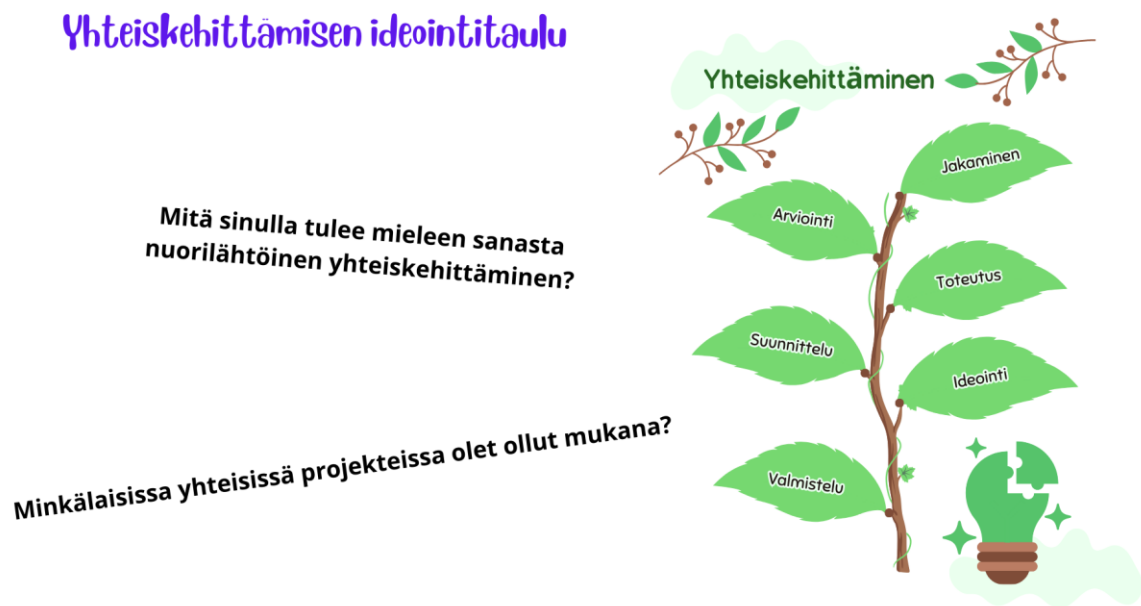 Yhteiskehittämisen ideointitaulu
Mitä sinulla tulee mieleen sanasta
nuorilähtöinen yhteiskehittäminen?
Minkälaisissa yhteisissä projekteissa olet ollut mukana?
Yhteiskehittäminen
Jakaminen
Arviointi
Toteutus
Suunnittelu
Ideointi
Valmistelu